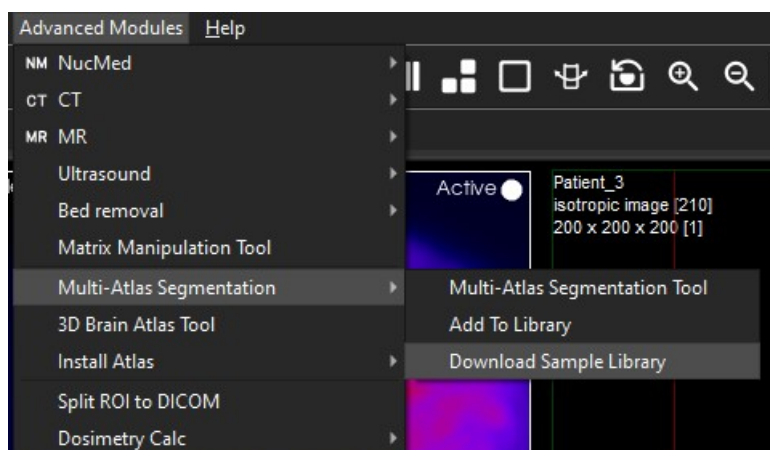 Advanced Modules Help
NM NucMed
CT CT
MR MR
Ultrasound
Bed removal
Matrix Manipulation Tool
Multi-Atlas Segmentation
3D Brain Atlas Tool
Install Atlas
Split ROI to DICOM
Dosimetry Calc
Multi-Atlas Segmentation Tool
Add To Library
Download Sample Library
Active
Patient_3
isotropic image [210]
200 x 200 x 200 [1]